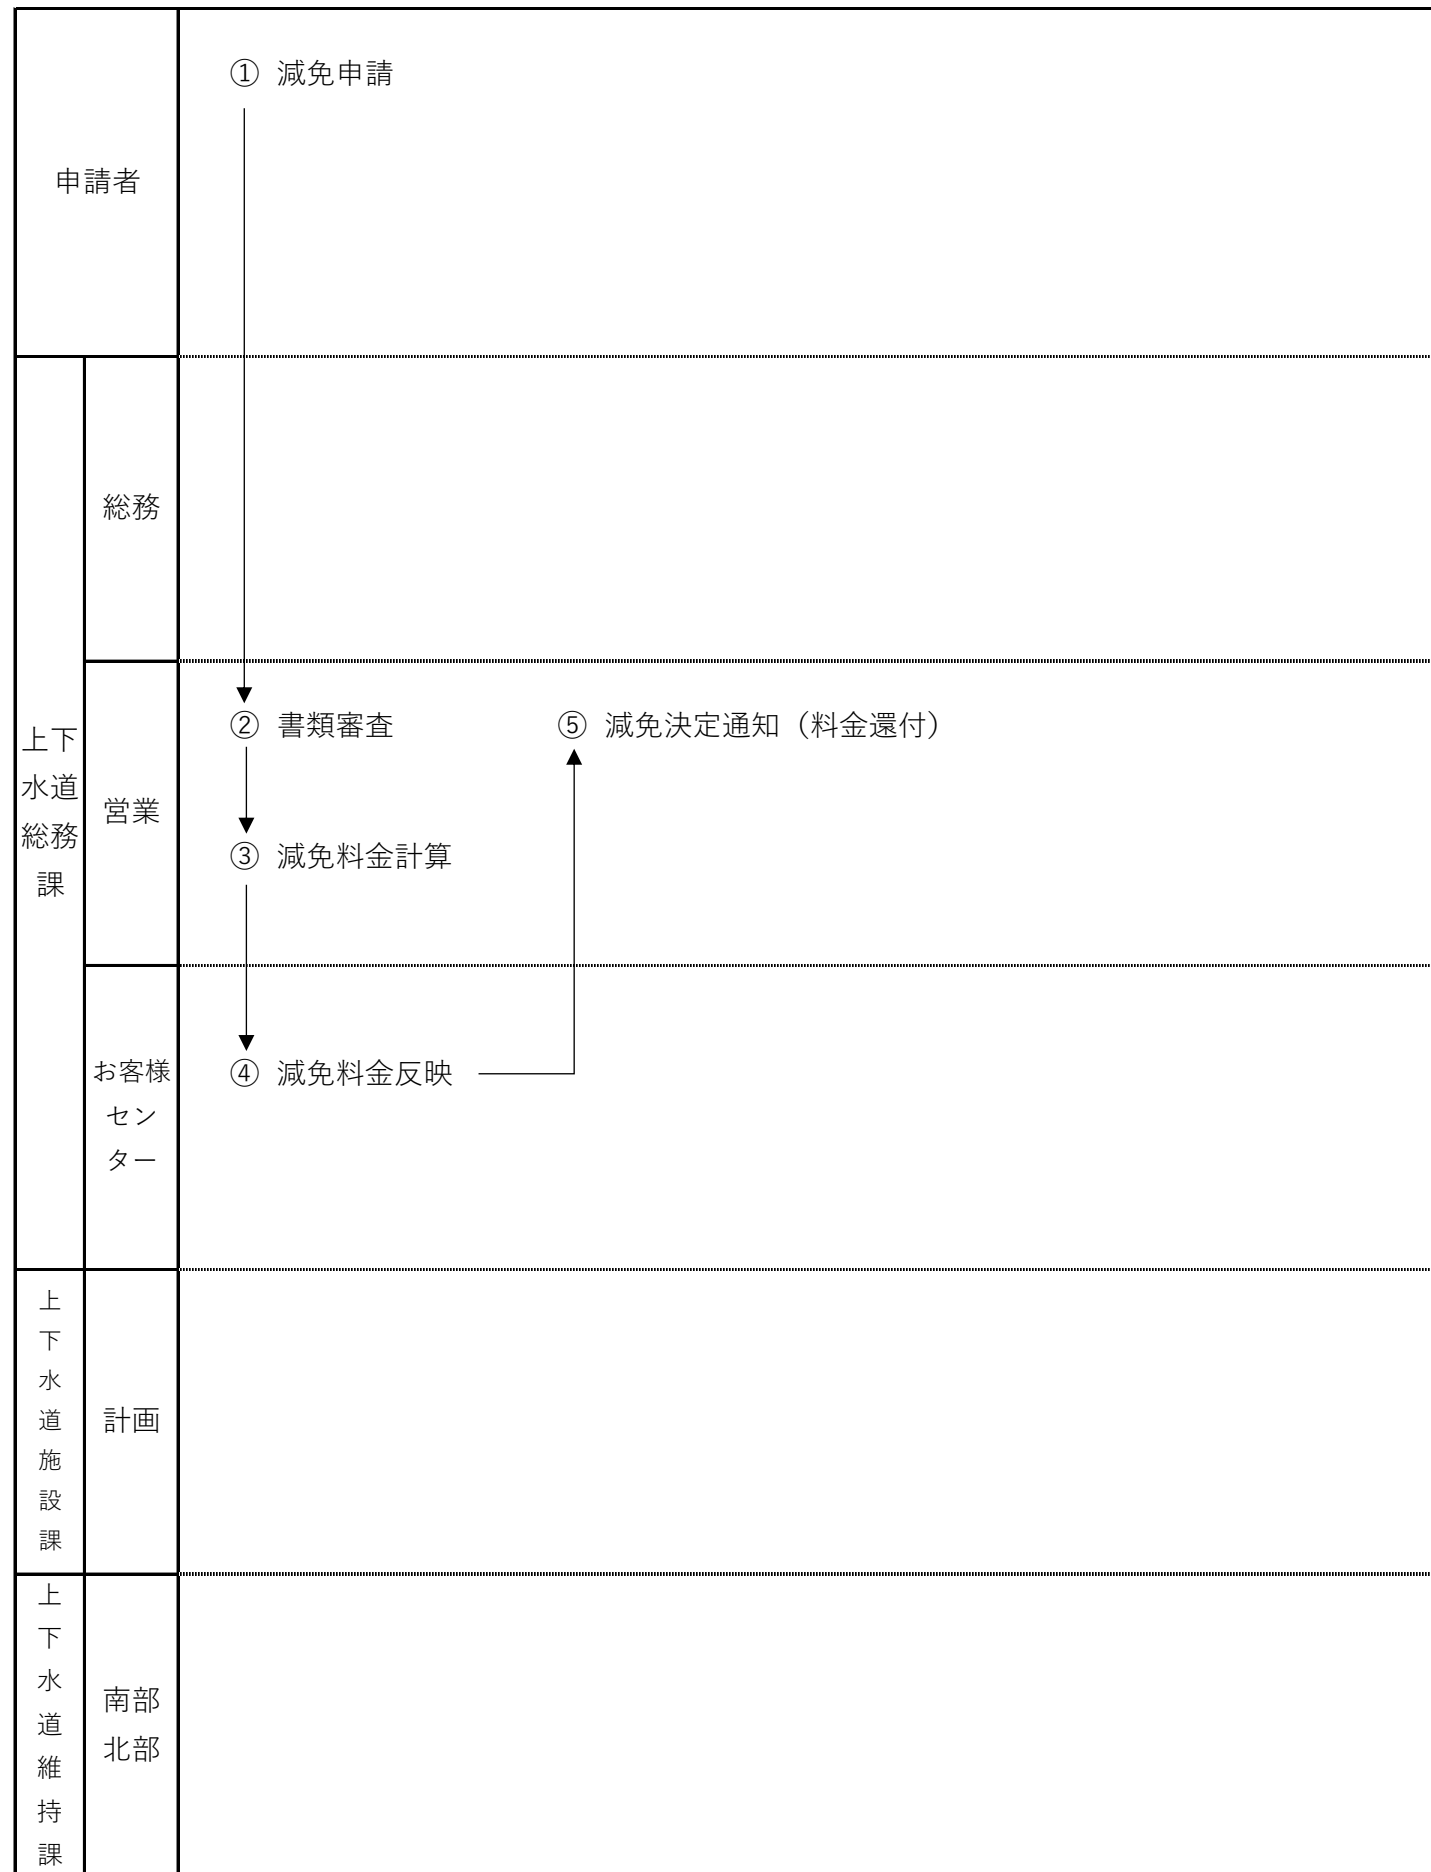 ① 減免申請
申請者
総務
② 書類審査
⑤ 減免決定通知（料金還付）
上下
水道
総務
課
営業
③ 減免料金計算
お客様
セン
ター
④ 減免料金反映
上
下
水
道
施
設
課
計画
上
下
水
道
維
持
課
南部
北部